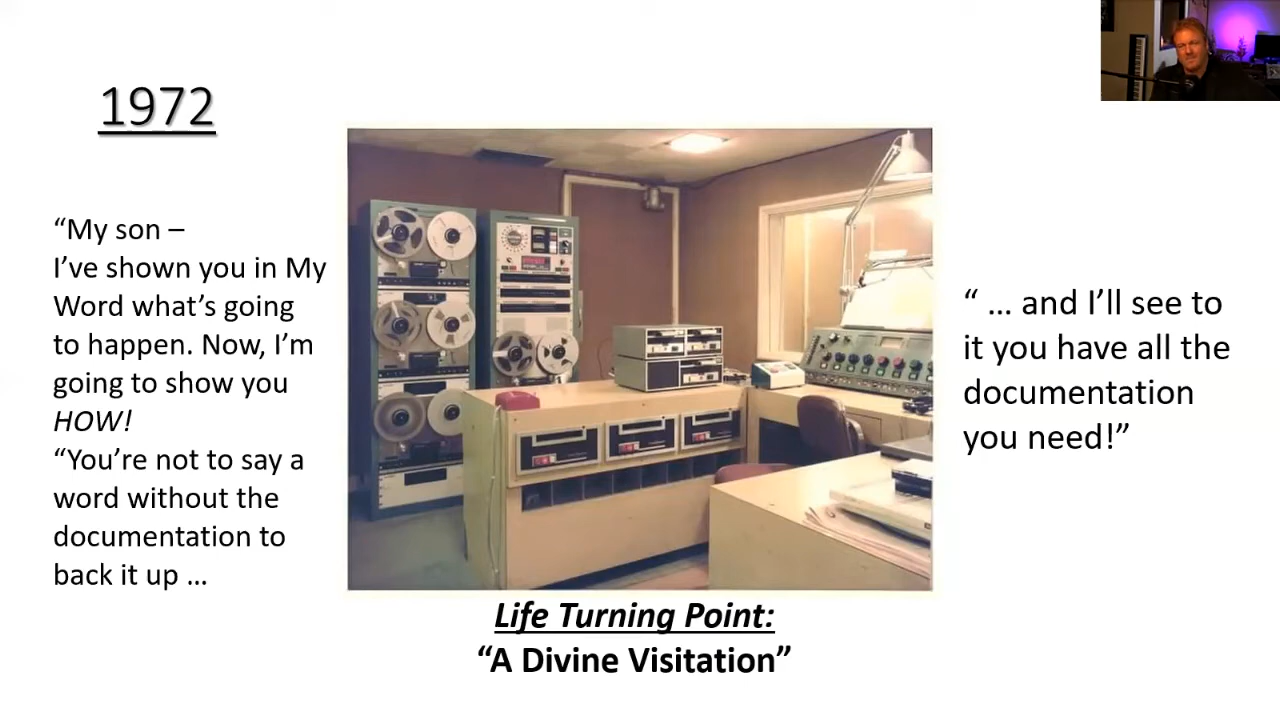 1972
“My son –
I’ve shown you in My
Word what’s going
to happen. Now, I’m
going to show you
HOW!
“You’re not to say a
word without the
documentation to
back it up …
“ … and I’ll see to
it you have all the
documentation
you need!”
Life Turning Point:
“A Divine Visitation”